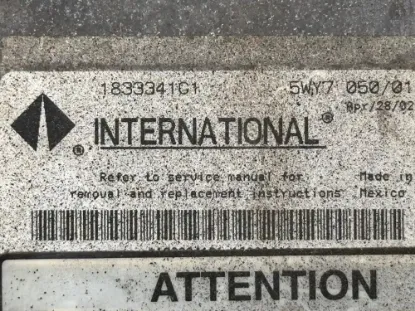 1833341C1 5WY7 050/01
Apr/28/02
® INTERNATIONAL®
Refer to service manual for Made in
removal and replacement instructions Mexico
ATTENTION